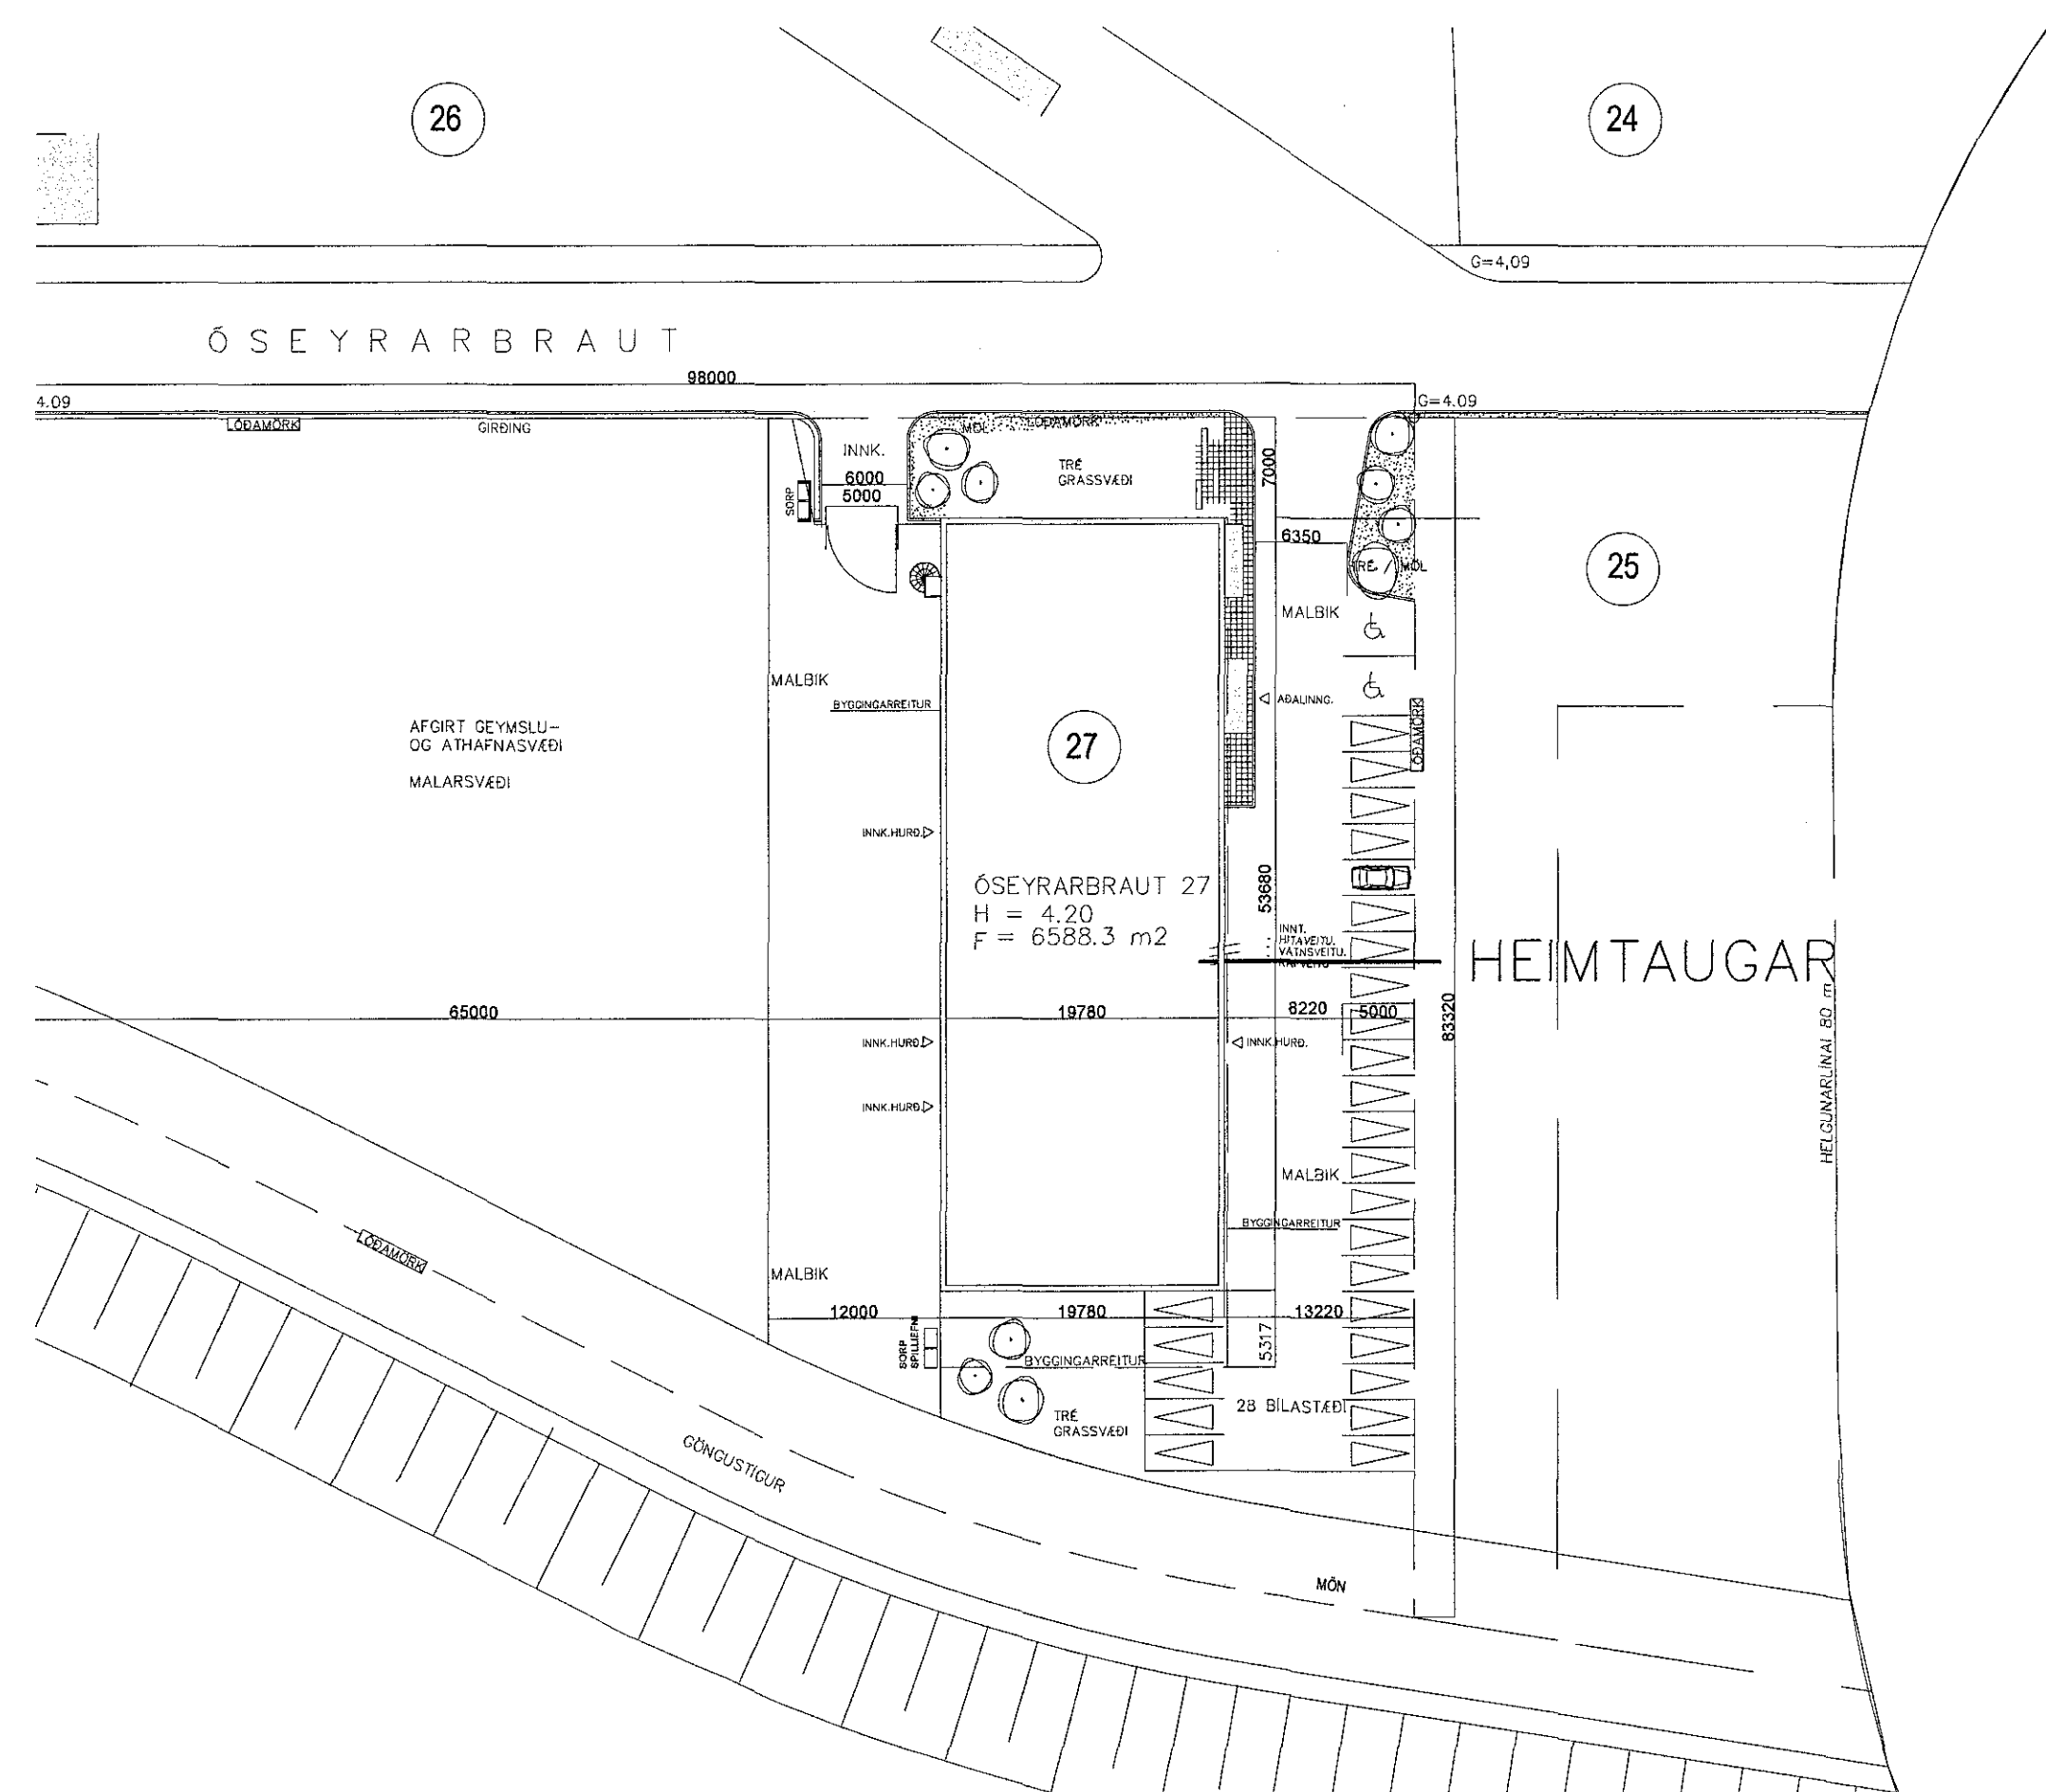 26
24
G=4,09
ÓSEYRARBRAUT
98000
4.09
G=4.09
LÓÐAMÖRK
GIRÐING
MÖL
LÓÐAMÖRK
INNK.
TRÉ
GRASSVÆÐI
7000
6000
5000
SORP
6350
TRÉ / MÖL
25
MALBIK
MALBIK
BYGGINGARREITUR
AÐALINNG.
LÓÐAMÖRK
AFGIRT GEYMSLU-
OG ATHAFNASVÆÐI
MALARSVÆÐI
27
INNK.HURÐ.
ÓSEYRARBRAUT 27
H = 4.20
F = 6588.3 m2
53680
INNT.
HITAVEITU.
VATNSVEITU.
HEIMTAUGAR
65000
19780
8220
5000
83320
HELGUNARLÍNAI 80 m
INNK.HURÐ.
INNK.HURÐ.
INNK.HURÐ.
MALBIK
BYGGINGARREITUR
LÓÐAMÖRK
MALBIK
12000
19780
13220
SORP
SPILLIEFNI
5317
BYGGINGARREITUR
28 BÍLASTÆÐI
TRÉ
GRASSVÆÐI
GÖNGUSTÍGUR
MÖN